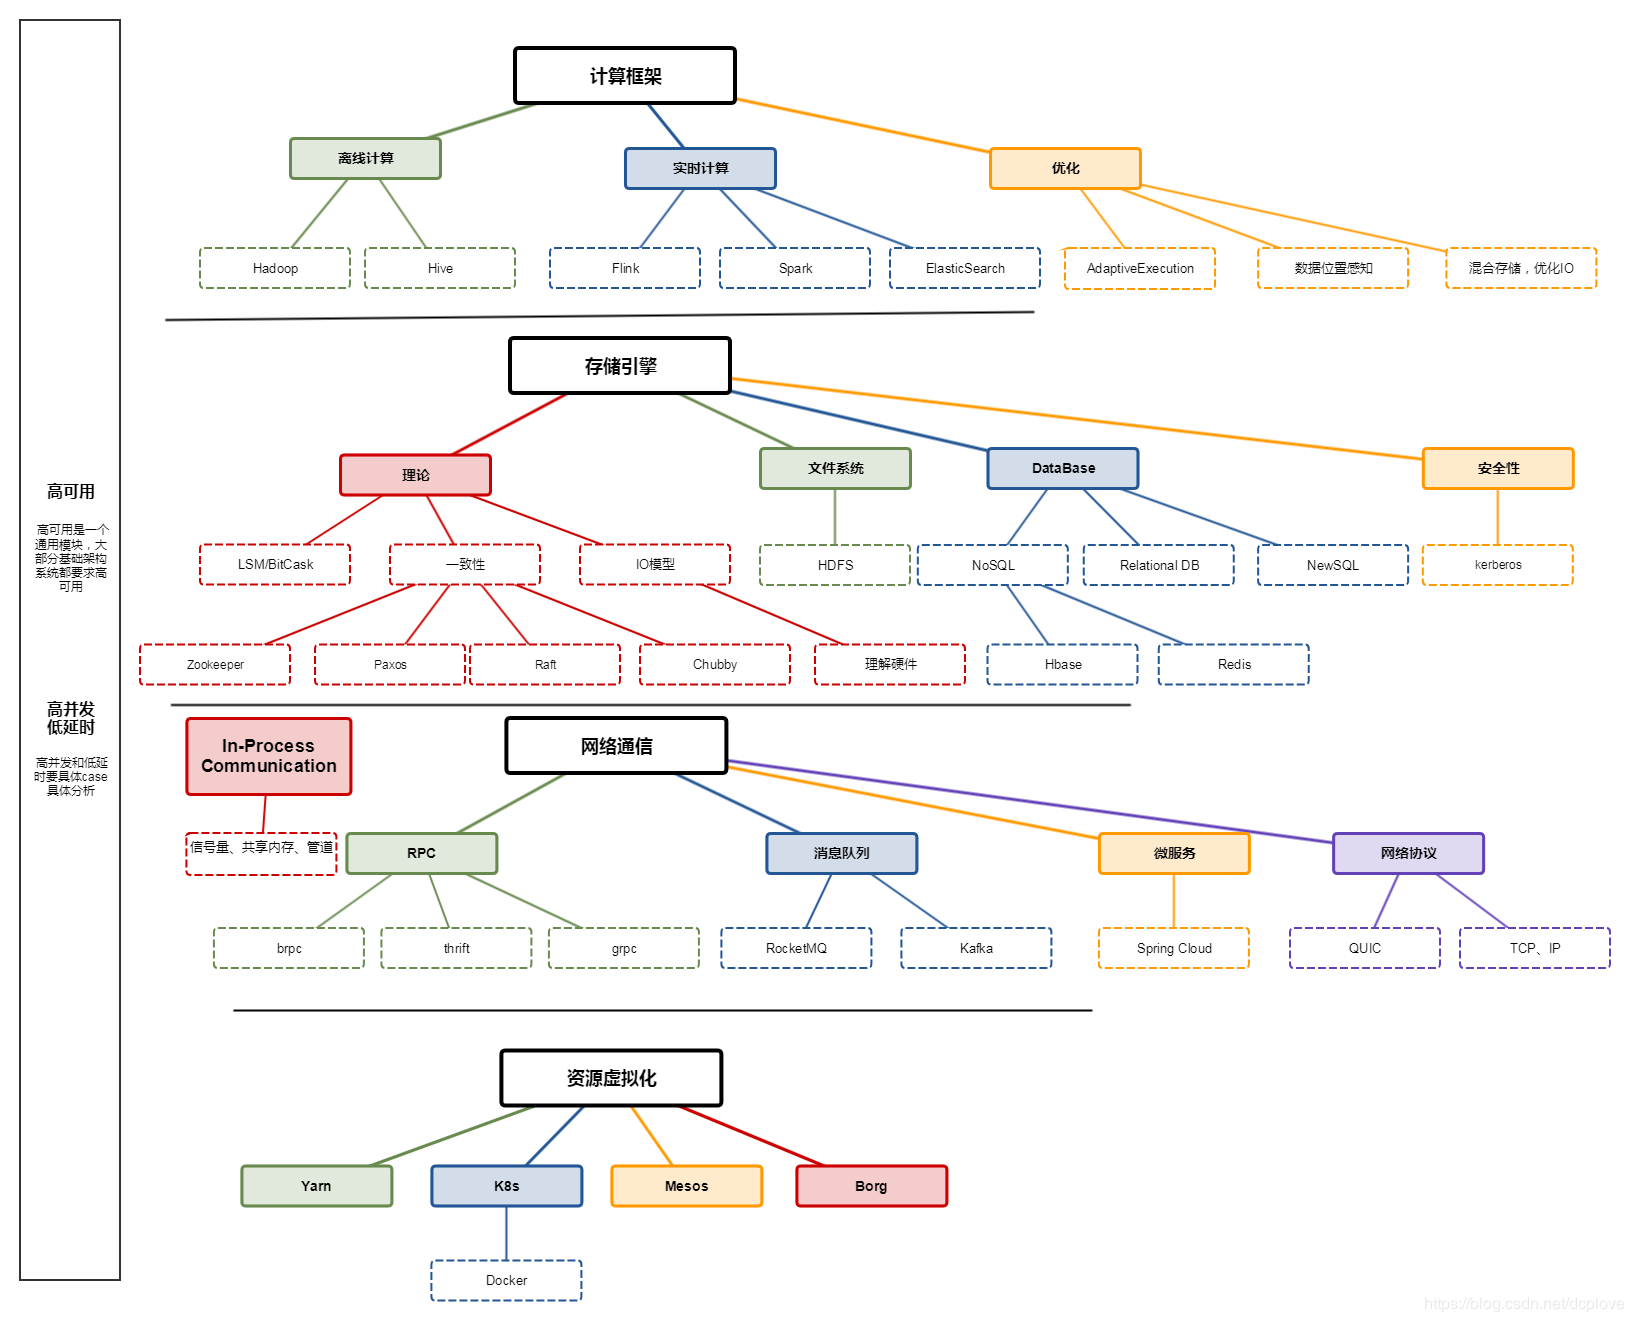 高可用
高可用是一个
通用模块，大
部分基础架构
系统都要求高
可用
高并发
低延时
高并发和低延
时要具体case
具体分析
计算框架
离线计算
实时计算
优化
Hadoop
Hive
Flink
Spark
ElasticSearch
AdaptiveExecution
数据位置感知
混合存储，优化IO
存储引擎
理论
文件系统
DataBase
安全性
LSM/BitCask
一致性
IO模型
HDFS
NoSQL
Relational DB
NewSQL
kerberos
Zookeeper
Paxos
Raft
Chubby
理解硬件
Hbase
Redis
In-Process
Communication
网络通信
信号量、共享内存、管道
RPC
消息队列
微服务
网络协议
brpc
thrift
grpc
RocketMQ
Kafka
Spring Cloud
QUIC
TCP、IP
资源虚拟化
Yarn
K8s
Mesos
Borg
Docker
https://blog.csdn.net/dcplove